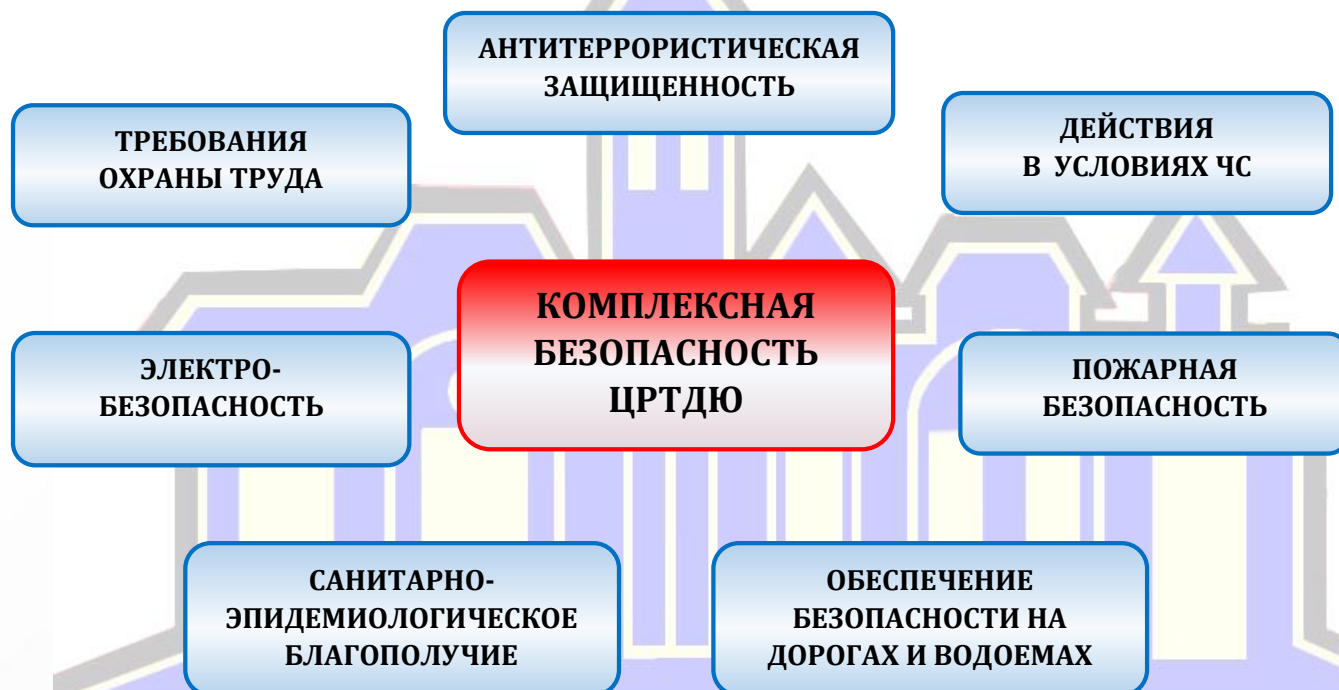 АНТИТЕРРОРИСТИЧЕСКАЯ
ЗАЩИЩЕННОСТЬ
ТРЕБОВАНИЯ
ОХРАНЫ ТРУДА
ДЕЙСТВИЯ
В УСЛОВИЯХ ЧС
КОМПЛЕКСНАЯ
БЕЗОПАСНОСТЬ
ЦРТДЮ
ЭЛЕКТРО-
БЕЗОПАСНОСТЬ
ПОЖАРНАЯ
БЕЗОПАСНОСТЬ
САНИТАРНО-
ЭПИДЕМИОЛОГИЧЕСКОЕ
БЛАГОПОЛУЧИЕ
ОБЕСПЕЧЕНИЕ
БЕЗОПАСНОСТИ НА
ДОРОГАХ И ВОДОЕМАХ